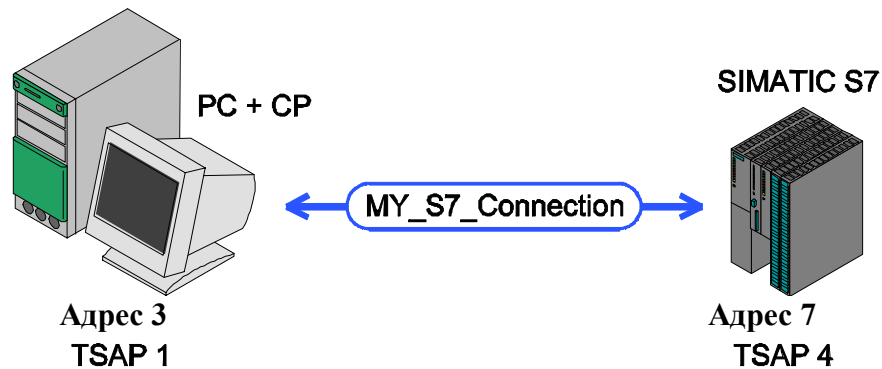 PC + CP
SIMATIC S7
MY_S7_Connection
Адрес 3
TSAP 1
Адрес 7
TSAP 4